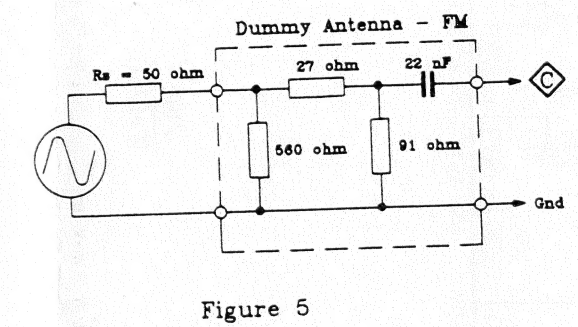 Dummy Antenna - FM
Rs = 50 ohm
27 ohm
22 nF
C
560 ohm
91 ohm
Gnd
Figure 5